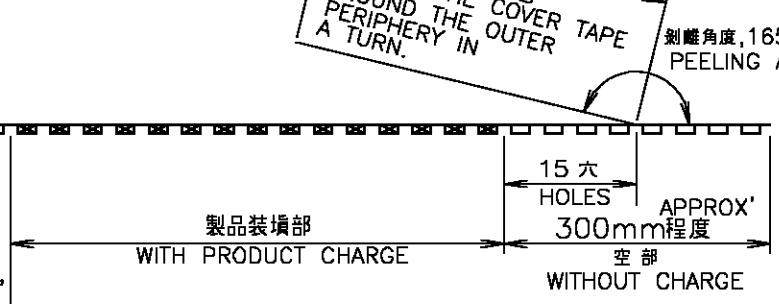 COVER TAPE
THE OUTER
PERIPHERY IN
A TURN.
剝離角度,165
PEELING
15 穴
HOLES
APPROX'
300mm程度
製品装填部
WITH PRODUCT CHARGE
空部
WITHOUT CHARGE